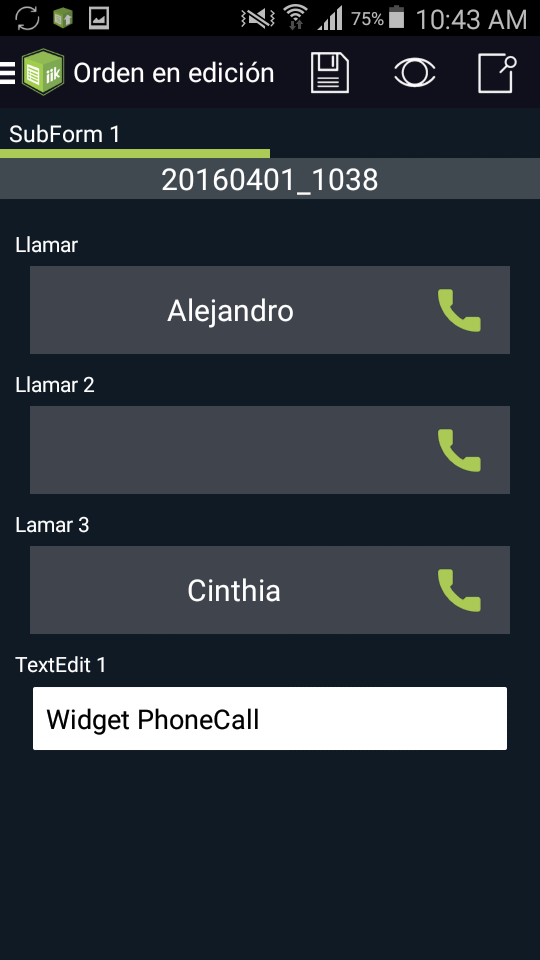 75% 10:43 AM
iik Orden en edición
SubForm 1
20160401_1038
Llamar
Alejandro
Llamar 2
Lamar 3
Cinthia
TextEdit 1
Widget PhoneCall